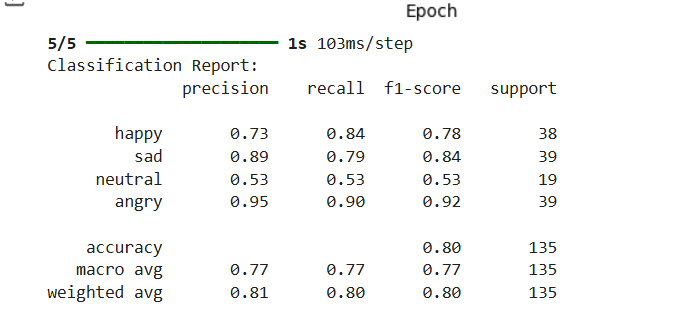 Epoch
5/5 ━━━━━━━━━━━━━━━━━━━━ 1s 103ms/step
Classification Report:
precision recall f1-score support
happy 0.73 0.84 0.78 38
sad 0.89 0.79 0.84 39
neutral 0.53 0.53 0.53 19
angry 0.95 0.90 0.92 39
accuracy 0.80 135
macro avg 0.77 0.77 0.77 135
weighted avg 0.81 0.80 0.80 135